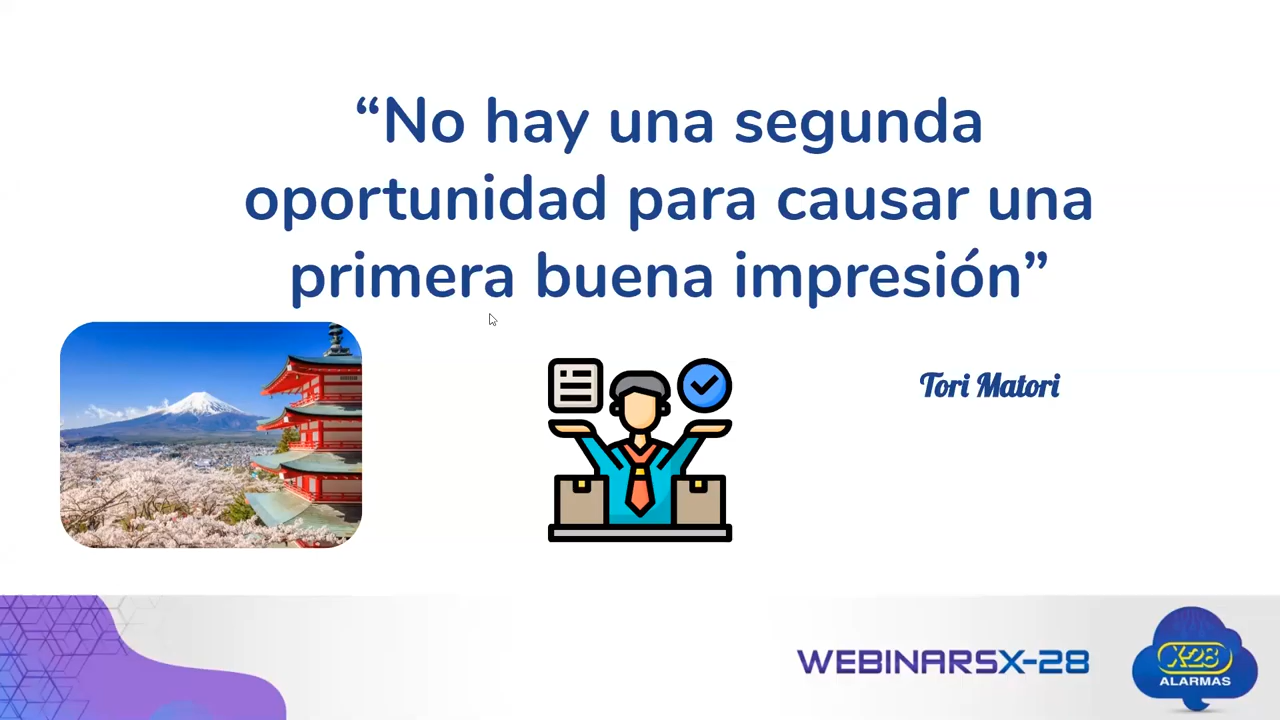 “No hay una segunda
oportunidad para causar una
primera buena impresión”
Tori Matori
WEBINARSX-28
X-28
ALARMAS